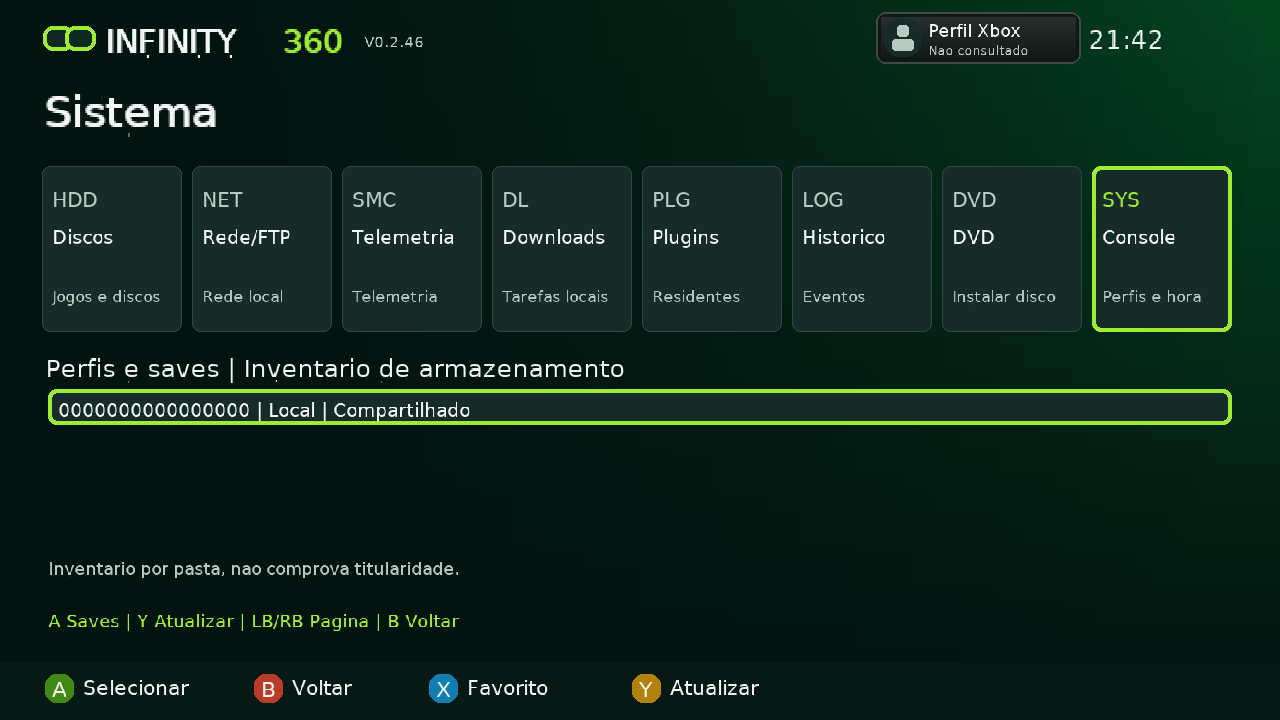 INFINITY 360 V0.2.46
Perfil Xbox
Nao consultado
21:42
Sistema
HDD
Discos
Jogos e discos
NET
Rede/FTP
Rede local
SMC
Telemetria
Telemetria
DL
Downloads
Tarefas locais
PLG
Plugins
Residentes
LOG
Historico
Eventos
DVD
DVD
Instalar disco
SYS
Console
Perfis e hora
Perfis e saves | Inventario de armazenamento
0000000000000000 | Local | Compartilhado
Inventario por pasta, nao comprova titularidade.
A Saves | Y Atualizar | LB/RB Pagina | B Voltar
A Selecionar B Voltar X Favorito Y Atualizar